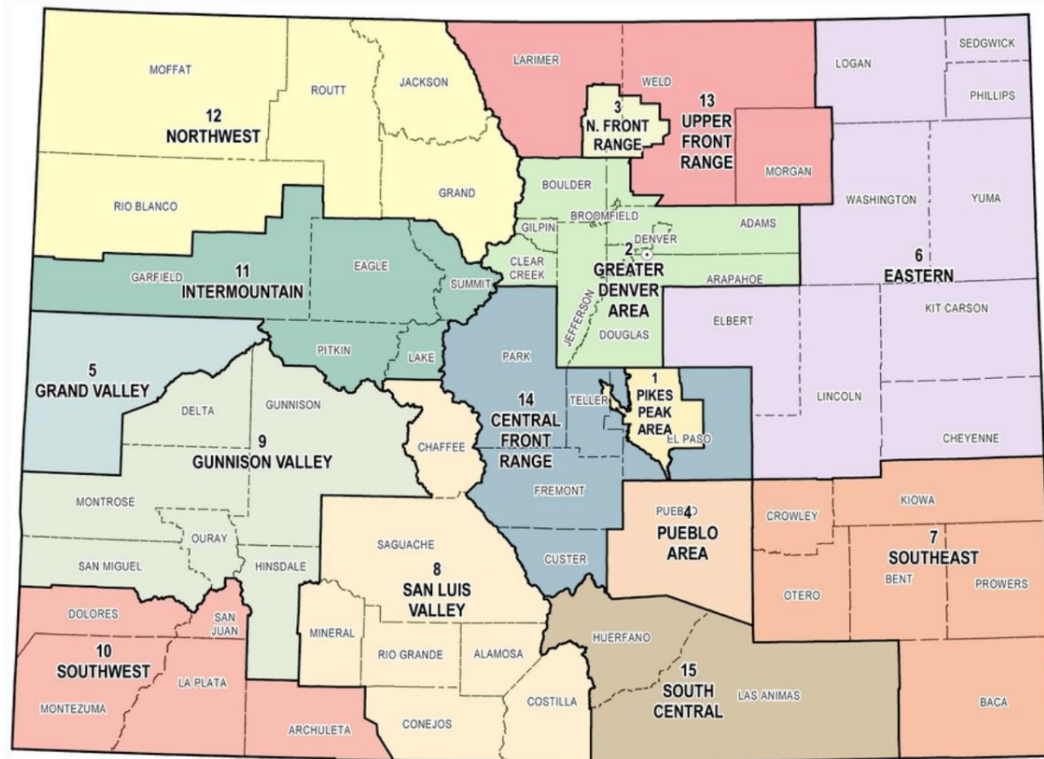 MOFFAT
ROUTT
JACKSON
LARIMER
WELD
LOGAN
SEDGWICK
PHILLIPS
12
NORTHWEST
3
N. FRONT
RANGE
13
UPPER
FRONT
RANGE
MORGAN
RIO BLANCO
GRAND
BOULDER
WASHINGTON
YUMA
BROOMFIELD
GILPIN
ADAMS
DENVER
CLEAR
CREEK
2
GREATER
DENVER
AREA
ARAPAHOE
6
EASTERN
GARFIELD
11
INTERMOUNTAIN
EAGLE
SUMMIT
JEFFERSON
DOUGLAS
ELBERT
KIT CARSON
5
GRAND VALLEY
PITKIN
LAKE
PARK
LINCOLN
CHEYENNE
DELTA
GUNNISON
9
GUNNISON VALLEY
CHAFFEE
14
CENTRAL
FRONT
RANGE
TELLER
1
PIKES
PEAK
AREA
EL PASO
MONTROSE
FREMONT
OURAY
SAN MIGUEL
HINSDALE
SAGUACHE
8
SAN LUIS
VALLEY
CUSTER
PUEBLO
4
PUEBLO
AREA
CROWLEY
KIOWA
7
SOUTHEAST
OTERO
BENT
PROWERS
DOLORES
SAN
JUAN
10
SOUTHWEST
MINERAL
RIO GRANDE
ALAMOSA
HUERFANO
LA PLATA
MONTEZUMA
ARCHULETA
CONEJOS
COSTILLA
15
SOUTH
CENTRAL
LAS ANIMAS
BACA